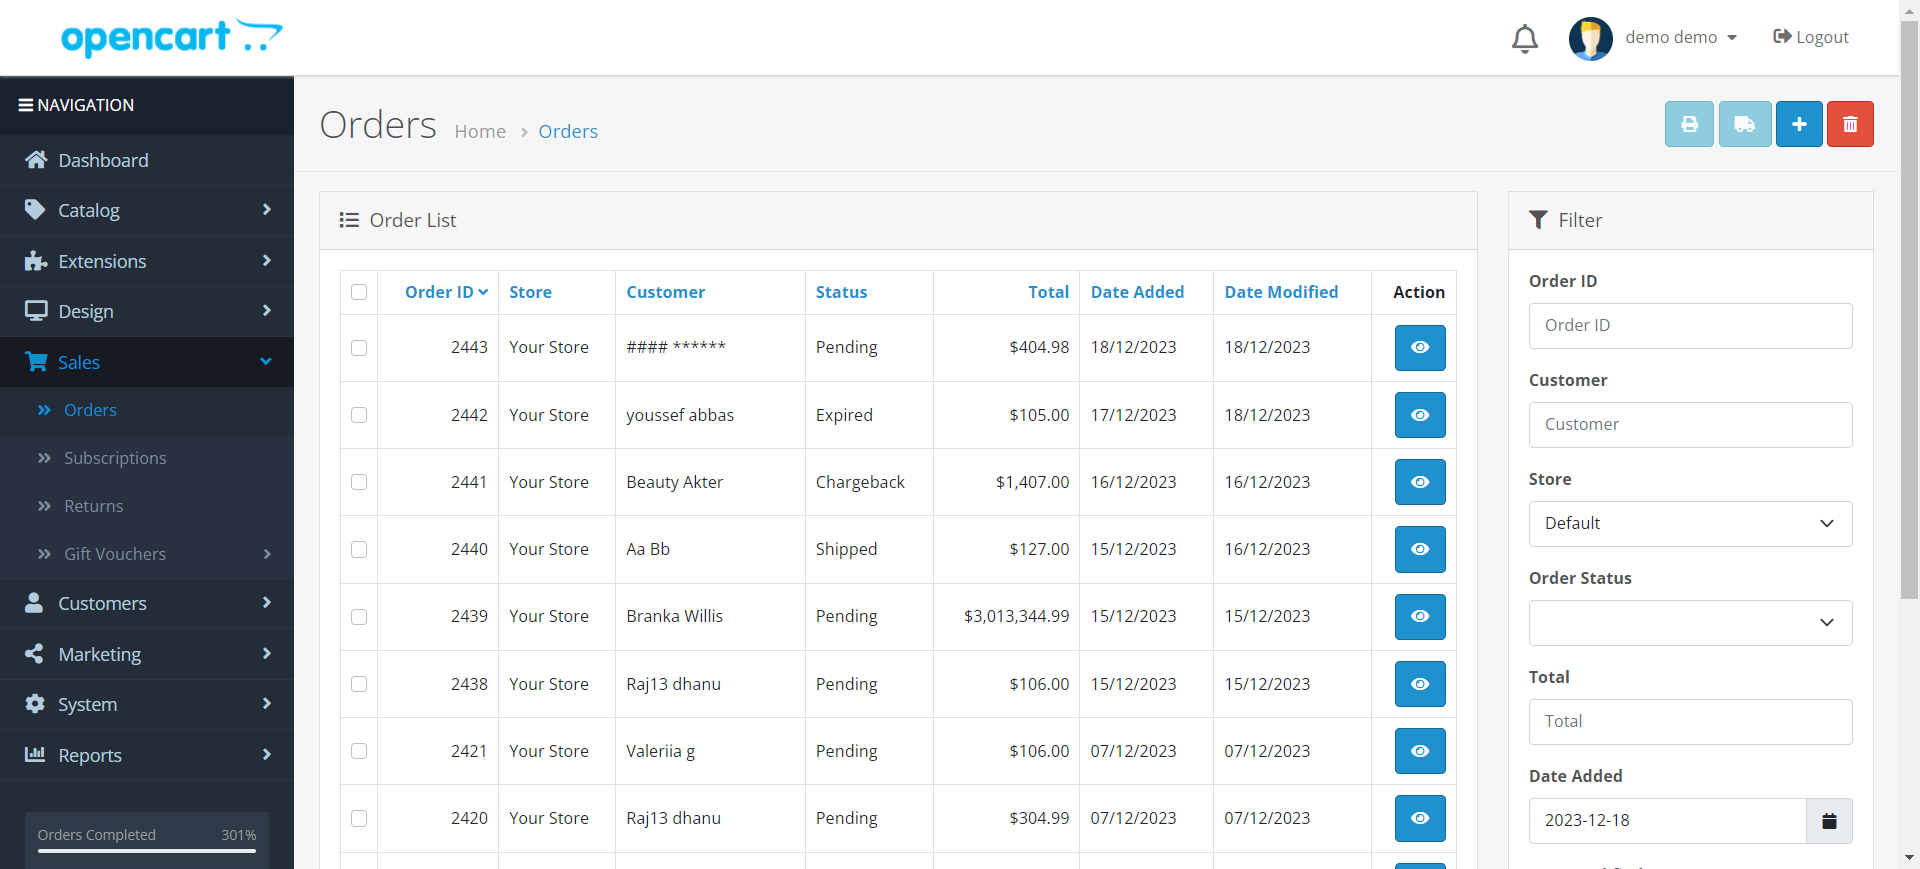 opencart
demo demo
Logout
NAVIGATION
Dashboard
Catalog
Extensions
Design
Sales
Orders
Subscriptions
Returns
Gift Vouchers
Customers
Marketing
System
Reports
Orders Completed 301%
Orders Home Orders
Order List
Order ID Store Customer Status Total Date Added Date Modified Action
2443 Your Store #### ****** Pending $404.98 18/12/2023 18/12/2023
2442 Your Store youssef abbas Expired $105.00 17/12/2023 18/12/2023
2441 Your Store Beauty Akter Chargeback $1,407.00 16/12/2023 16/12/2023
2440 Your Store Aa Bb Shipped $127.00 15/12/2023 16/12/2023
2439 Your Store Branka Willis Pending $3,013,344.99 15/12/2023 15/12/2023
2438 Your Store Raj13 dhanu Pending $106.00 15/12/2023 15/12/2023
2421 Your Store Valeriia g Pending $106.00 07/12/2023 07/12/2023
2420 Your Store Raj13 dhanu Pending $304.99 07/12/2023 07/12/2023
Filter
Order ID
Order ID
Customer
Customer
Store
Default
Order Status
Total
Total
Date Added
2023-12-18